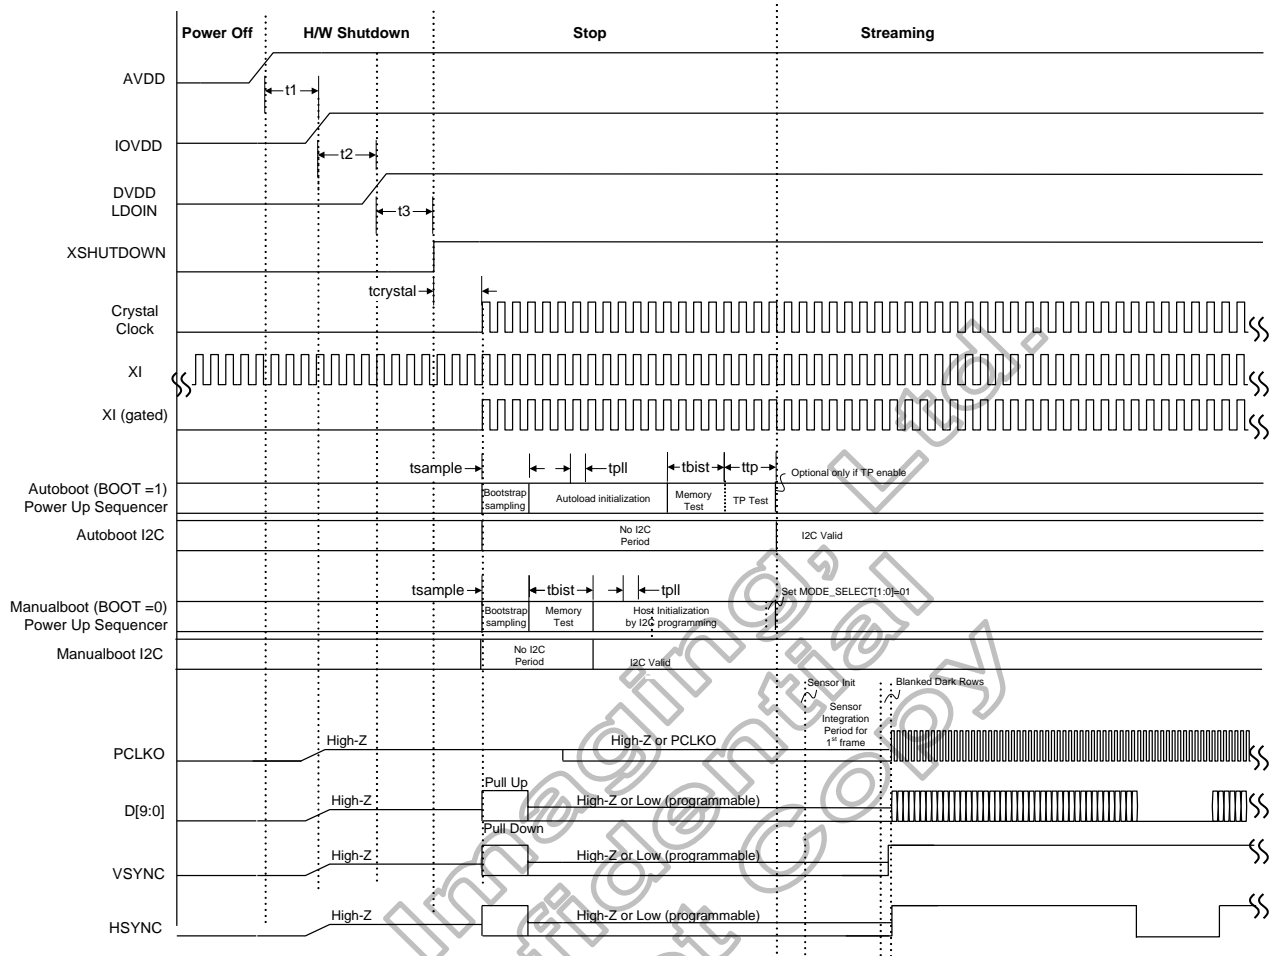 Power Off
H/W Shutdown
Stop
Streaming
AVDD
t1
IOVDD
t2
DVDD
LDOIN
t3
XSHUTDOWN
tcrystal
Crystal
Clock
XI
XI (gated)
tsample
tpll
tbist
ttp
Optional only if TP enable
Autoboot (BOOT =1)
Power Up Sequencer
Bootstrap
sampling
Autoload initialization
Memory
Test
TP Test
Autoboot I2C
No I2C
Period
I2C Valid
tsample
tbist
tpll
Set MODE_SELECT[1:0]=01
Manualboot (BOOT =0)
Power Up Sequencer
Bootstrap
sampling
Memory
Test
Host Initialization
by I2C programming
Manualboot I2C
No I2C
Period
I2C Valid
Sensor Init
Blanked Dark Rows
Sensor
Integration
Period for
1st frame
PCLKO
High-Z
High-Z or PCLKO
D[9:0]
High-Z
Pull Up
Pull Down
High-Z or Low (programmable)
VSYNC
High-Z
High-Z or Low (programmable)
HSYNC
High-Z
High-Z or Low (programmable)
Imaging, Ltd.
fidential
t Copy